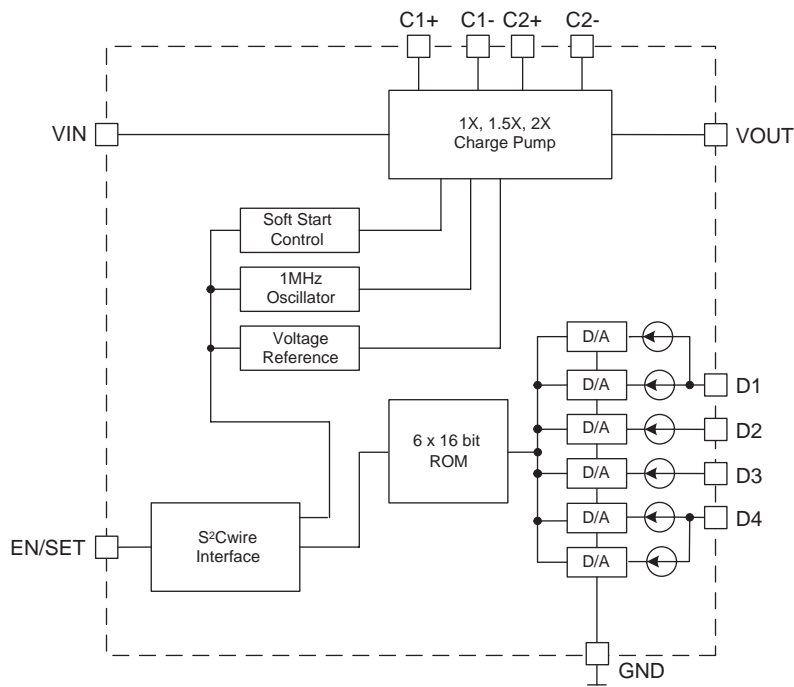 C1+ C1- C2+ C2-
VIN
1X, 1.5X, 2X
Charge Pump
VOUT
Soft Start
Control
1MHz
Oscillator
Voltage
Reference
D/A
D/A
D1
D/A
D2
6 x 16 bit
ROM
D/A
D3
D/A
D4
D/A
EN/SET
S²Cwire
Interface
GND